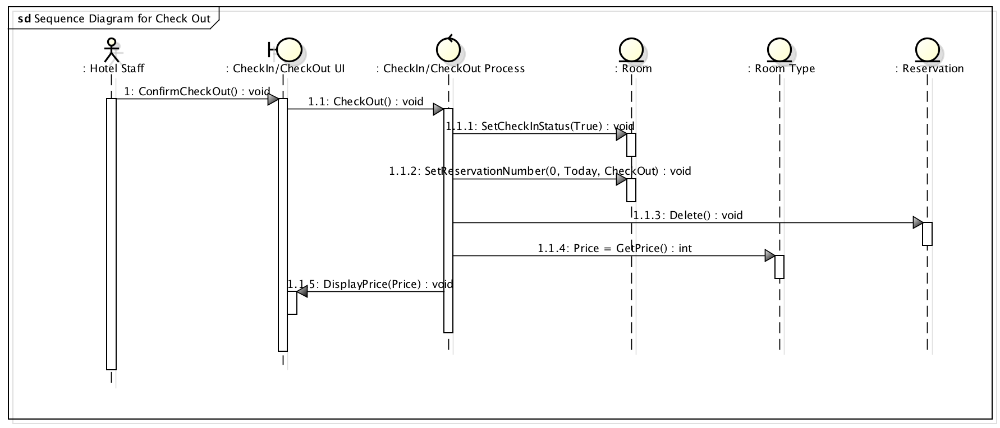 sd Sequence Diagram for Check Out
: Hotel Staff
: CheckIn/CheckOut UI
: CheckIn/CheckOut Process
: Room
: Room Type
: Reservation
1: ConfirmCheckOut() : void
1.1: CheckOut() : void
1.1.1: SetCheckInStatus(True) : void
1.1.2: SetReservationNumber(0, Today, CheckOut) : void
1.1.3: Delete() : void
1.1.4: Price = GetPrice() : int
1.1.5: DisplayPrice(Price) : void